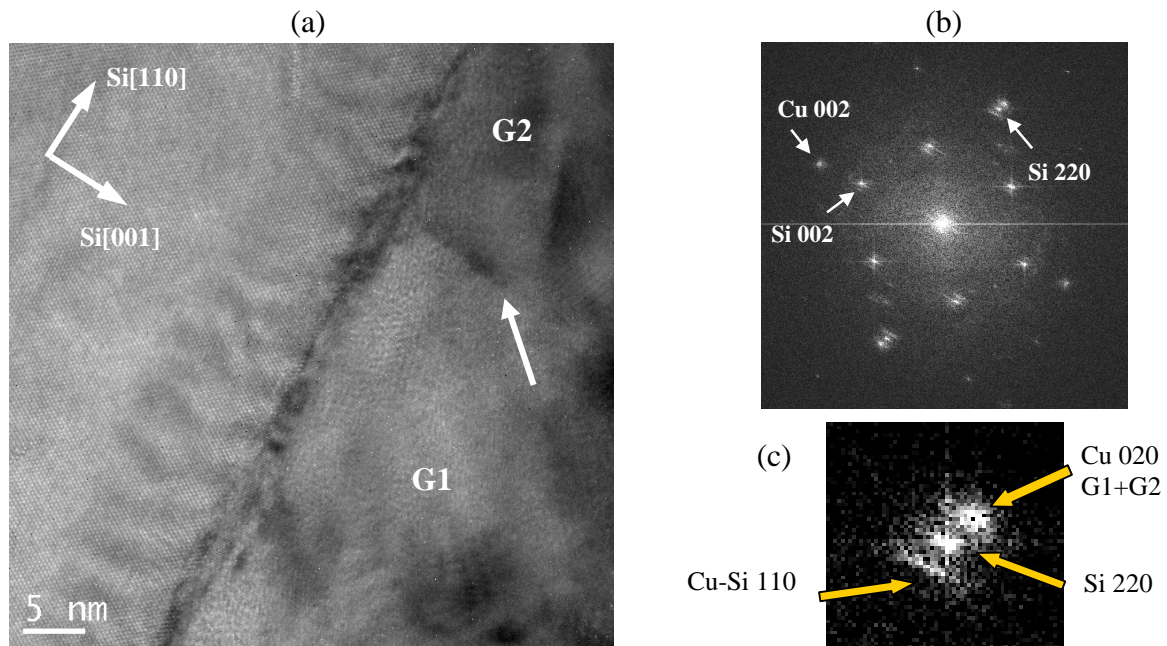 (a)
Si[110]
Si[001]
G2
G1
5 nm
(b)
Cu 002
Si 002
Si 220
(c)
Cu 020
G1+G2
Cu-Si 110
Si 220